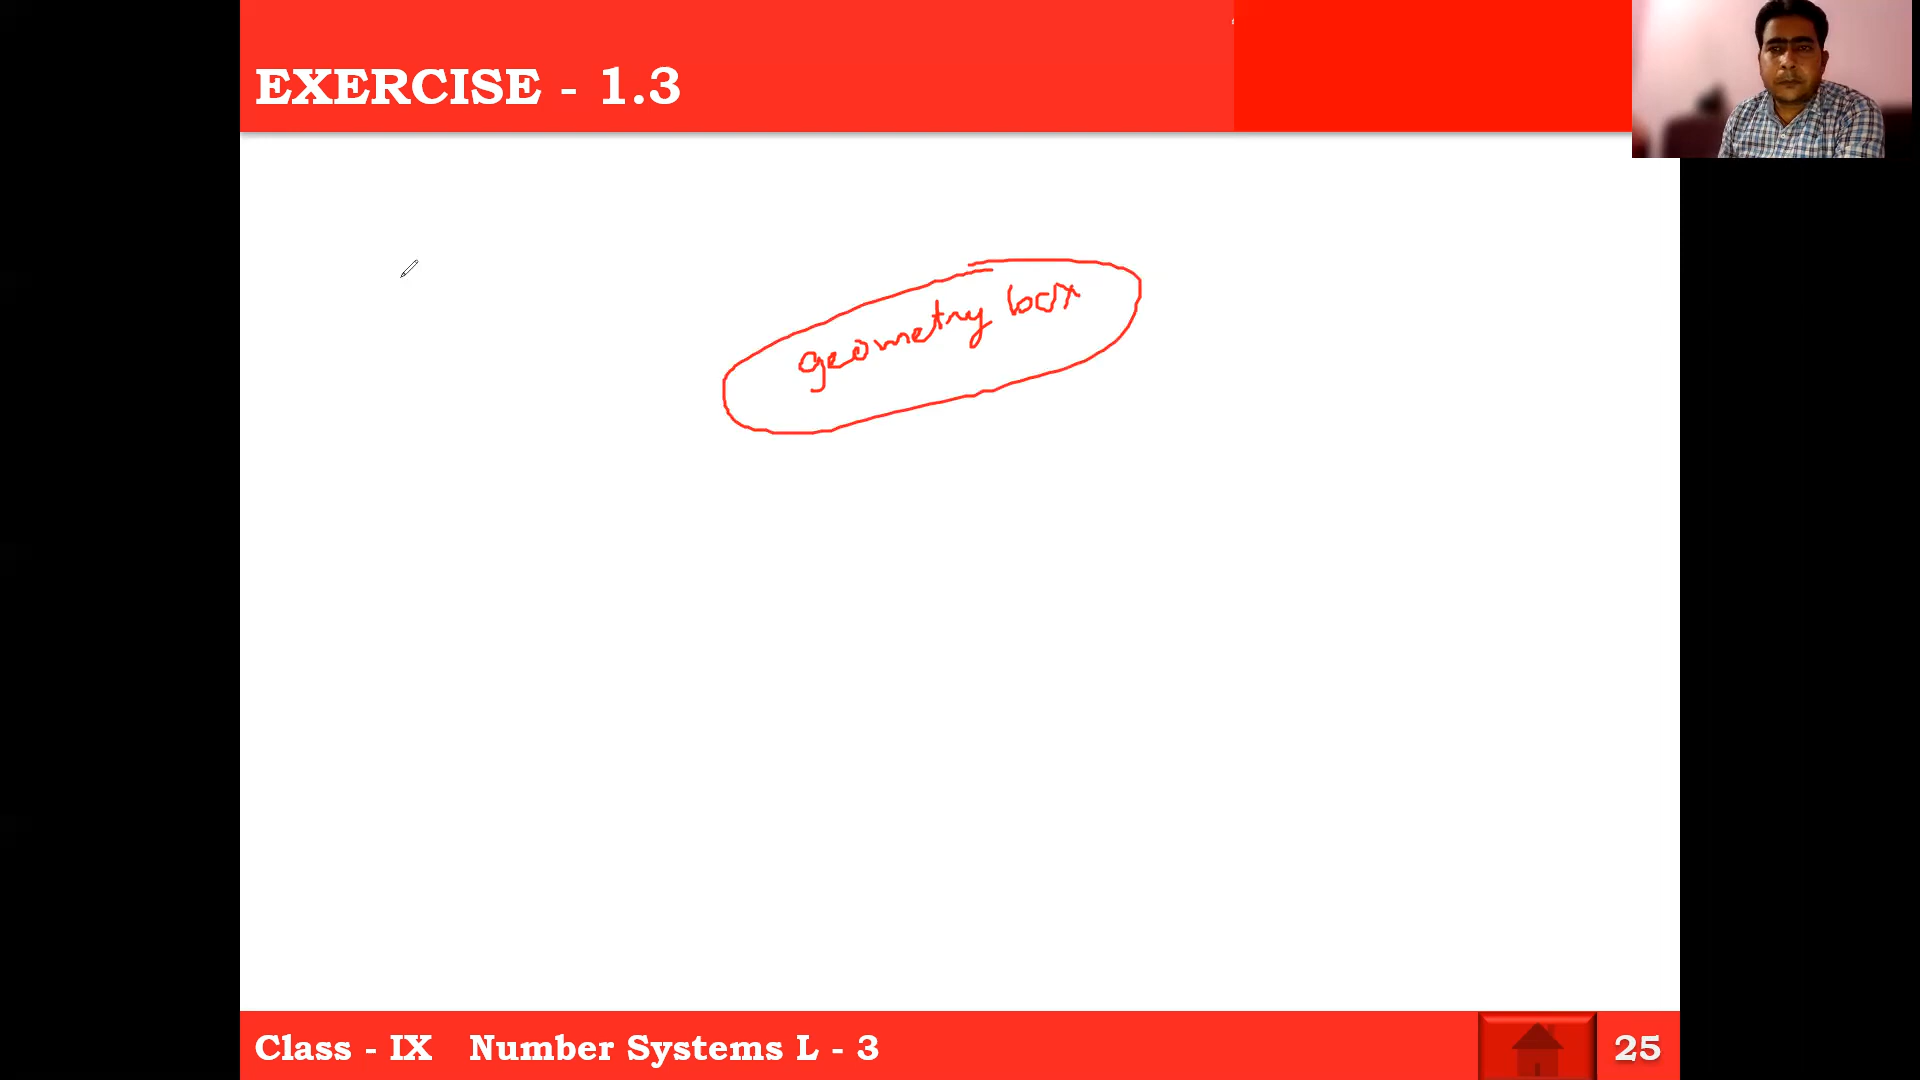 EXERCISE - 1.3
geometry box
Class - IX Number Systems L - 3
25